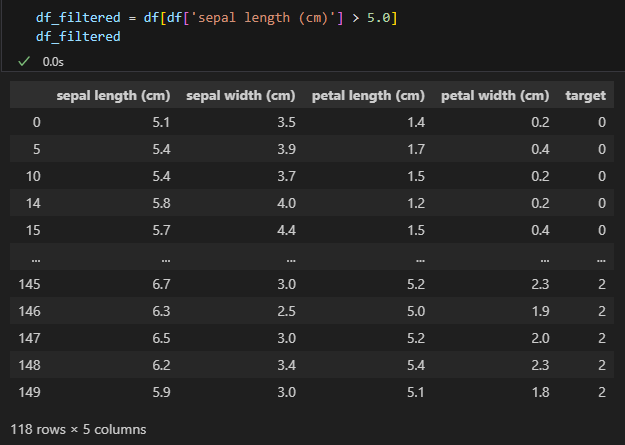 df_filtered = df[df['sepal length (cm)'] > 5.0]
df_filtered
✓ 0.0s
sepal length (cm) sepal width (cm) petal length (cm) petal width (cm) target
0 5.1 3.5 1.4 0.2 0
5 5.4 3.9 1.7 0.4 0
10 5.4 3.7 1.5 0.2 0
14 5.8 4.0 1.2 0.2 0
15 5.7 4.4 1.5 0.4 0
... ... ... ... ... ...
145 6.7 3.0 5.2 2.3 2
146 6.3 2.5 5.0 1.9 2
147 6.5 3.0 5.2 2.0 2
148 6.2 3.4 5.4 2.3 2
149 5.9 3.0 5.1 1.8 2
118 rows × 5 columns